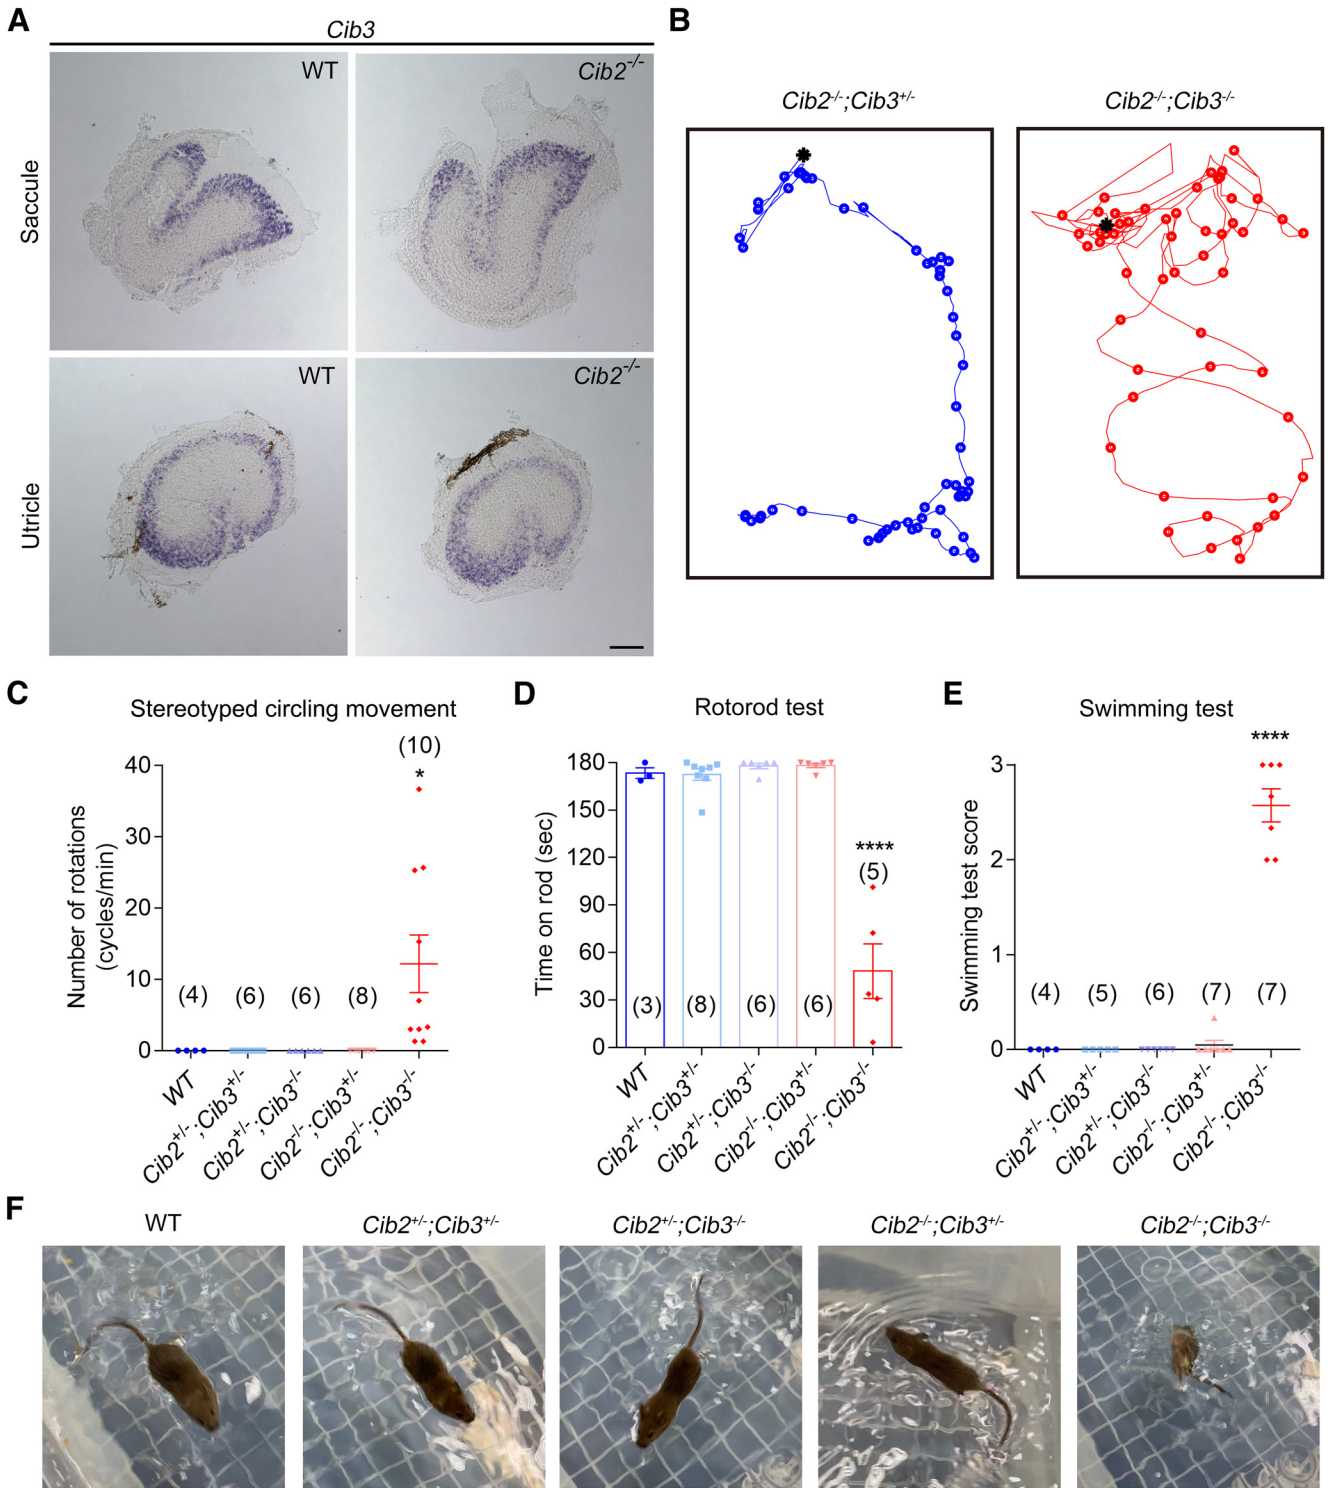 A
Cib3
WT
Cib2-/-
Saccule
WT
Cib2-/-
Utricle
B
Cib2-/-;Cib3+/-
Cib2-/-;Cib3-/-
C
Stereotyped circling movement
Number of rotations
(cycles/min)
40
30
20
10
0
(4)
(6)
(6)
(8)
(10)
*
WT
Cib2+/-;Cib3+/-
Cib2+/-;Cib3-/-
Cib2-/-;Cib3+/-
Cib2-/-;Cib3-/-
D
Rotorod test
Time on rod (sec)
180
150
120
90
60
30
0
(3)
(8)
(6)
(6)
****
(5)
WT
Cib2+/-;Cib3+/-
Cib2+/-;Cib3-/-
Cib2-/-;Cib3+/-
Cib2-/-;Cib3-/-
E
Swimming test
Swimming test score
3
2
1
0
(4)
(5)
(6)
(7)
(7)
****
WT
Cib2+/-;Cib3+/-
Cib2+/-;Cib3-/-
Cib2-/-;Cib3+/-
Cib2-/-;Cib3-/-
F
WT
Cib2+/-;Cib3+/-
Cib2+/-;Cib3-/-
Cib2-/-;Cib3+/-
Cib2-/-;Cib3-/-